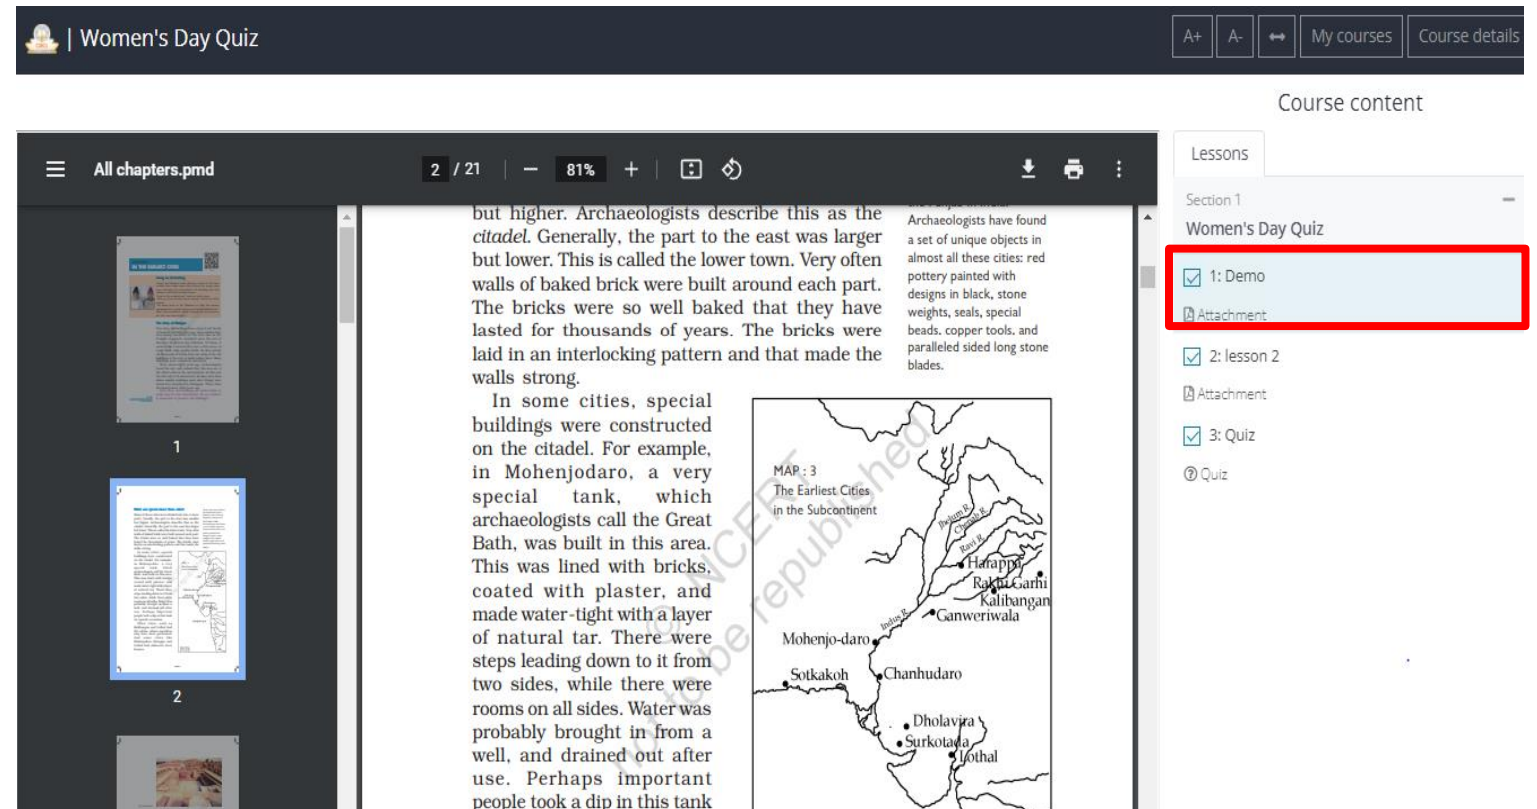 | Women's Day Quiz
A+ A- My courses Course details
Course content
All chapters.pmd
2 / 21
81%
1
2
but higher. Archaeologists describe this as the
citadel. Generally, the part to the east was larger
but lower. This is called the lower town. Very often
walls of baked brick were built around each part.
The bricks were so well baked that they have
lasted for thousands of years. The bricks were
laid in an interlocking pattern and that made the
walls strong.
In some cities, special
buildings were constructed
on the citadel. For example,
in Mohenjodaro, a very
special tank, which
archaeologists call the Great
Bath, was built in this area.
This was lined with bricks,
coated with plaster, and
made water-tight with a layer
of natural tar. There were
steps leading down to it from
two sides, while there were
rooms on all sides. Water was
probably brought in from a
well, and drained out after
use. Perhaps important
people took a dip in this tank
Archaeologists have found
a set of unique objects in
almost all these cities: red
pottery painted with
designs in black, stone
weights, seals, special
beads, copper tools, and
paralleled sided long stone
blades.
MAP : 3
The Earliest Cities
in the Subcontinent
Jhelum R.
Chenab R.
Ravi R.
Harappa
Rakhi Garhi
Kalibangan
Ganweriwala
Indus R.
Mohenjo-daro
Sotkakoh
Chanhudaro
Dholavira
Surkotada
Lothal
© NCERT
not to be republished
Lessons
Section 1
Women's Day Quiz
1: Demo
Attachment
2: lesson 2
Attachment
3: Quiz
Quiz